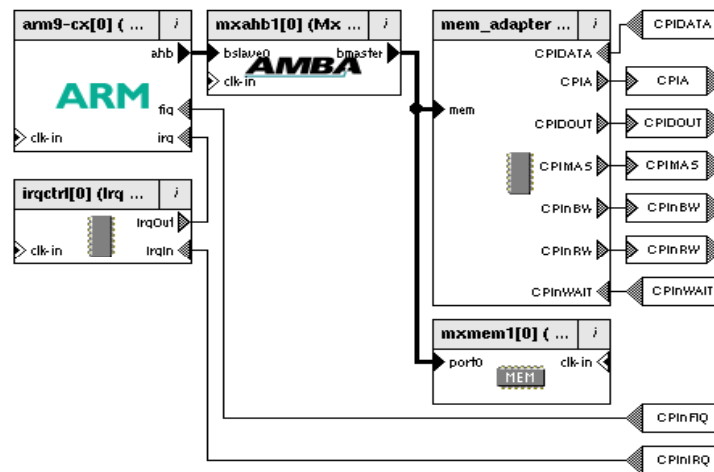 arm9-cx[0] ( ... i
ahb
ARM
fiq
clk-in
irq
mxahb1[0] (Mx ... i
bslave0
bmaster
AMBA
clk-in
mem_adapter i
CPIDATA
CPIA
mem
CPIDOUT
CPIMAS
CPInBW
CPInRW
CPInWAIT
CPIDATA
CPIA
CPIDOUT
CPIMAS
CPInBW
CPInRW
CPInWAIT
irqctrl[0] (Irq ... i
IrqOut
clk-in
IrqIn
mxmem1[0] ( ... i
port0
clk-in
MEM
CPInFIQ
CPInIRQ